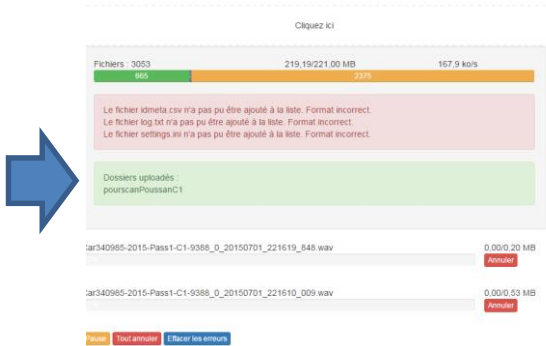 Cliquez ici
Fichiers : 3053 219,19/221,00 MB 167,9 ko/s
665 2375
Le fichier idmeta.csv n'a pas pu être ajouté à la liste. Format incorrect.
Le fichier log.txt n'a pas pu être ajouté à la liste. Format incorrect.
Le fichier settings.ini n'a pas pu être ajouté à la liste. Format incorrect.
Dossiers uploadés :
pourscanPoussanC1
Car340985-2015-Pass1-C1-9388_0_20150701_221619_848.wav 0,00/0,20 MB
Annuler
Car340985-2015-Pass1-C1-9388_0_20150701_221610_009.wav 0,00/0,53 MB
Annuler
Pause Tout annuler Effacer les erreurs